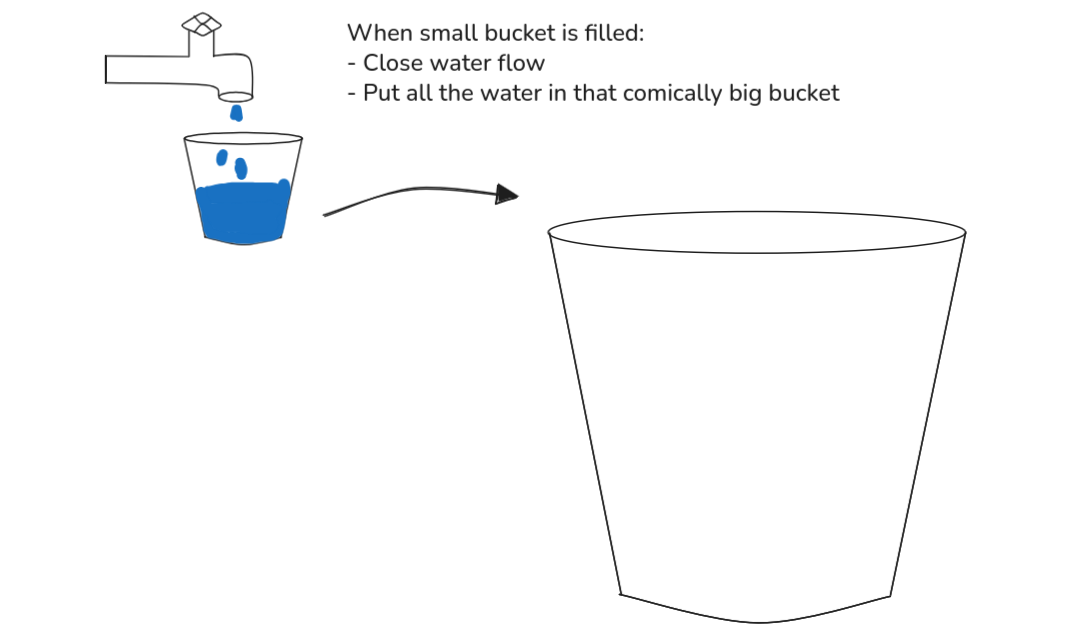 When small bucket is filled:
- Close water flow
- Put all the water in that comically big bucket